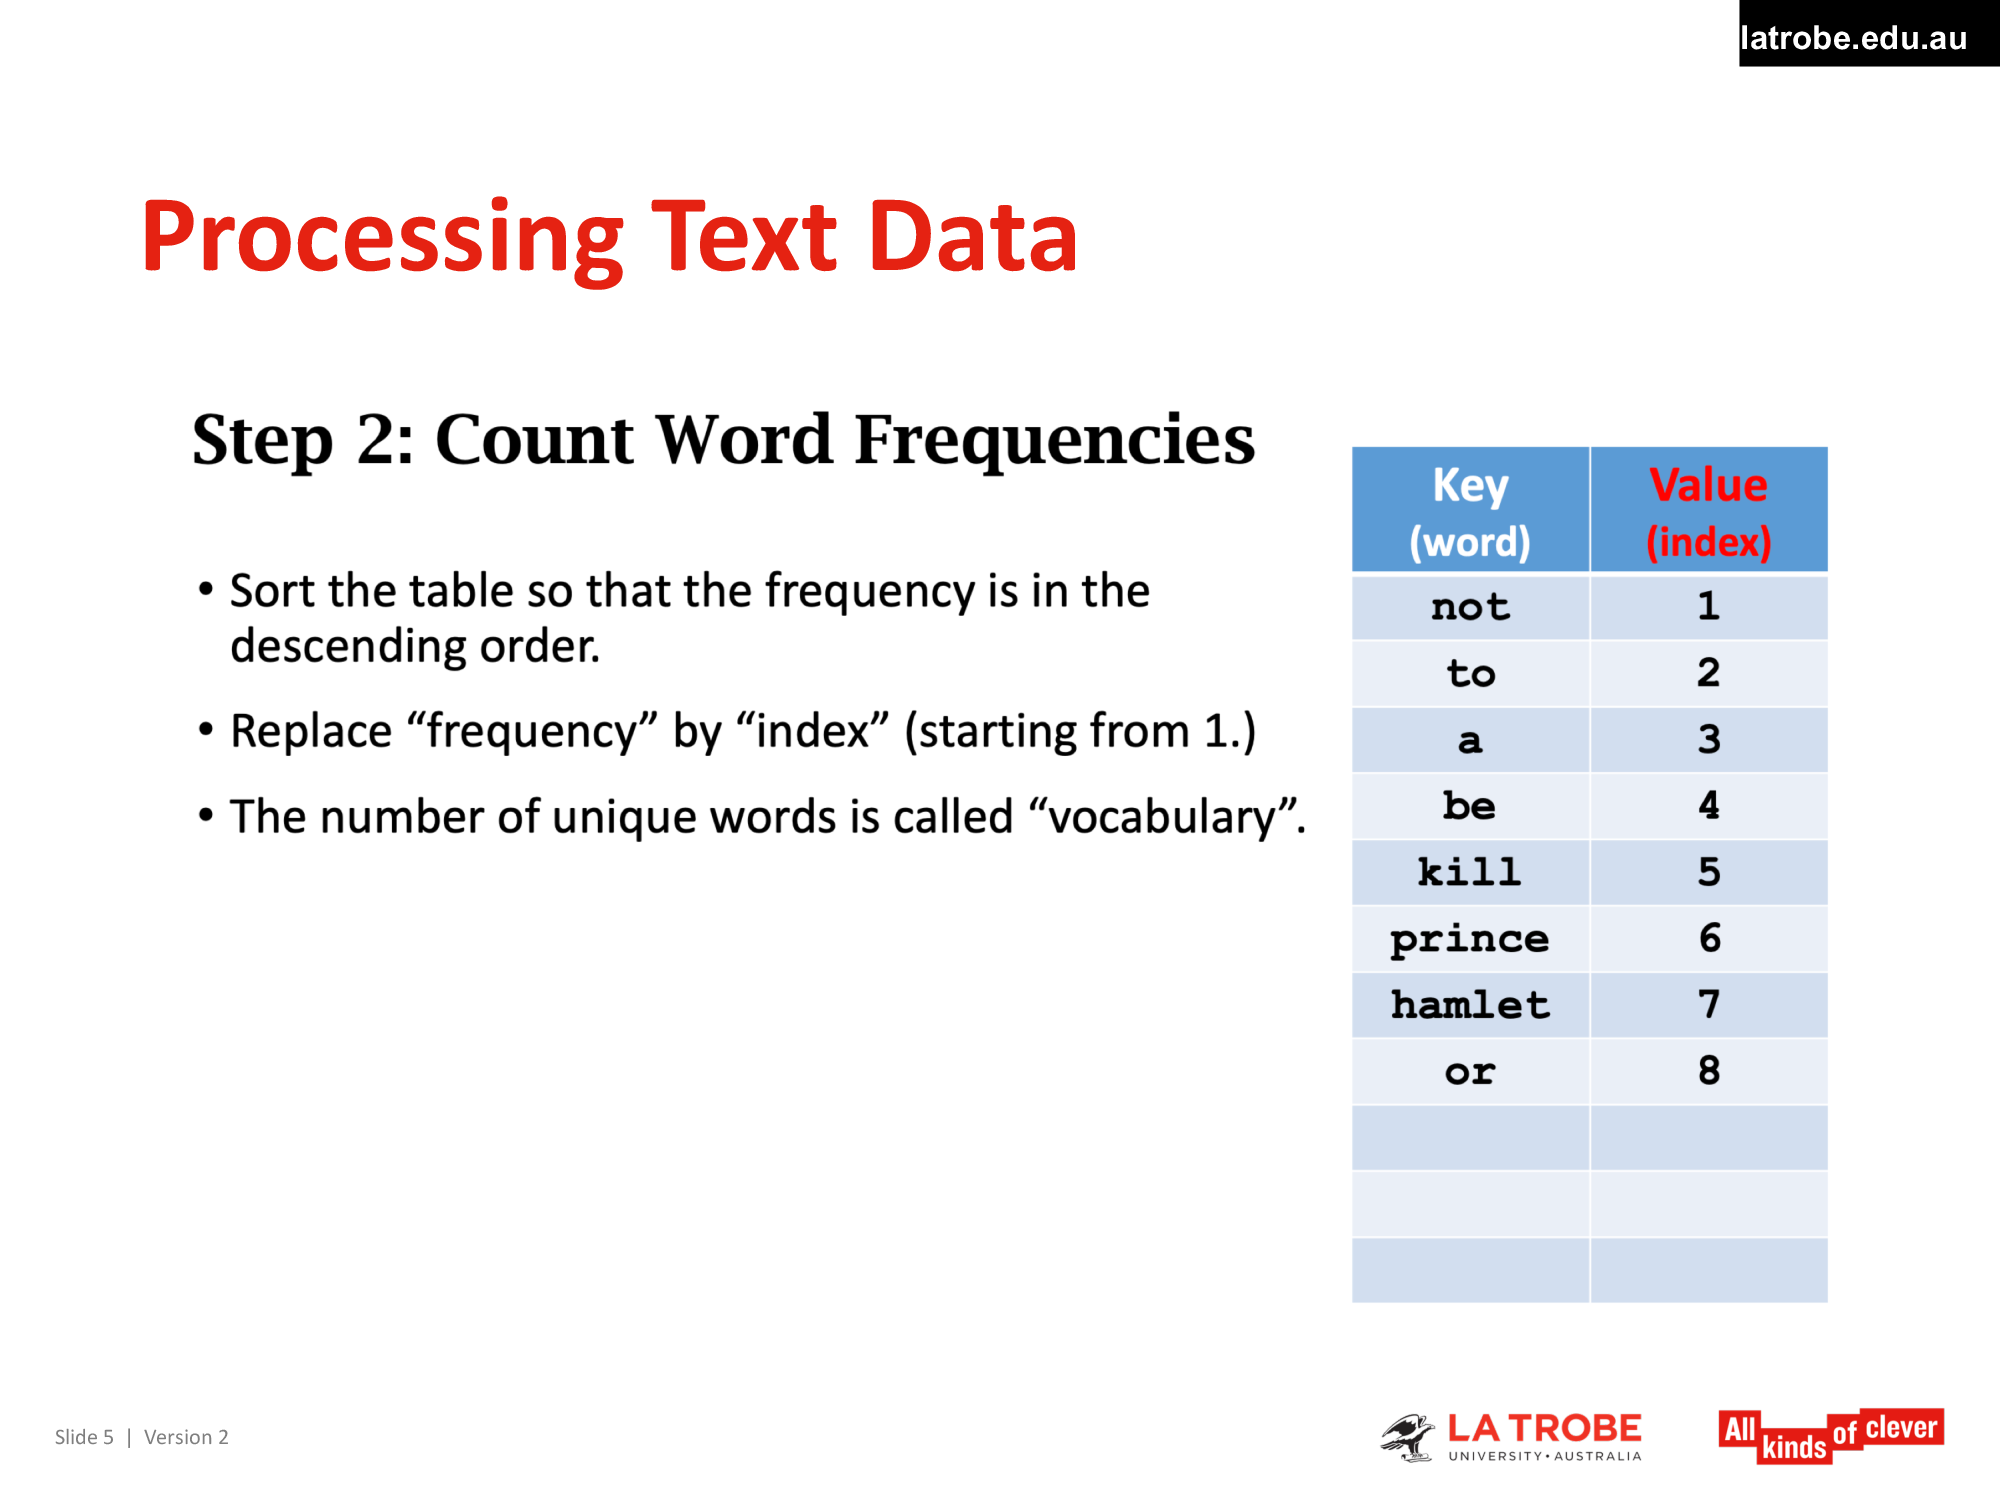 latrobe.edu.au
Processing Text Data
Step 2: Count Word Frequencies
• Sort the table so that the frequency is in the
descending order.
• Replace “frequency” by “index” (starting from 1.)
• The number of unique words is called “vocabulary”.
Key Value
(word) (index)
not 1
to 2
a 3
be 4
kill 5
prince 6
hamlet 7
or 8
Slide 5 | Version 2
LA TROBE
UNIVERSITY • AUSTRALIA
All kinds of clever